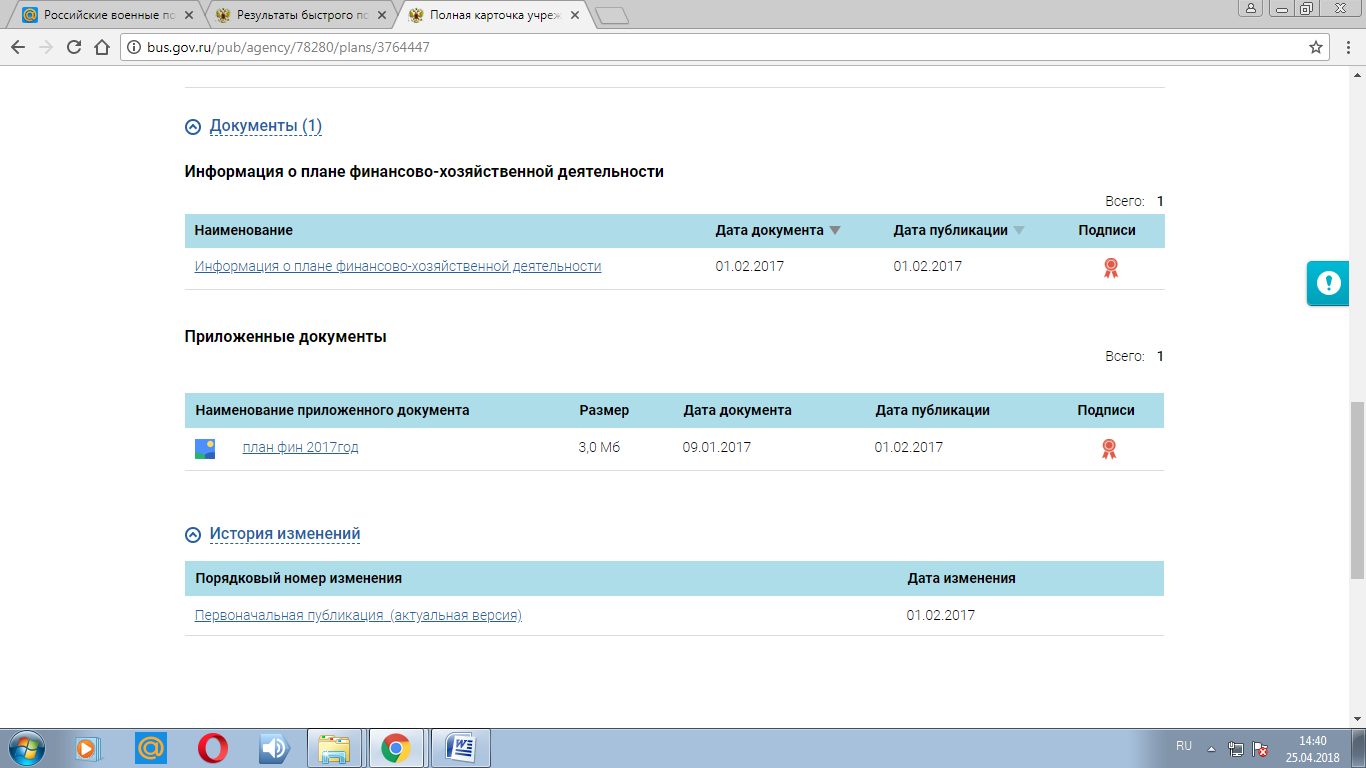 Российские военные по
Результаты быстрого по
Полная карточка учреж
bus.gov.ru/pub/agency/78280/plans/3764447
Документы (1)
Информация о плане финансово-хозяйственной деятельности
Всего: 1
Наименование Дата документа Дата публикации Подписи
Информация о плане финансово-хозяйственной деятельности 01.02.2017 01.02.2017
Приложенные документы
Всего: 1
Наименование приложенного документа Размер Дата документа Дата публикации Подписи
план фин 2017год 3,0 Мб 09.01.2017 01.02.2017
История изменений
Порядковый номер изменения Дата изменения
Первоначальная публикация (актуальная версия) 01.02.2017
RU
14:40
25.04.2018